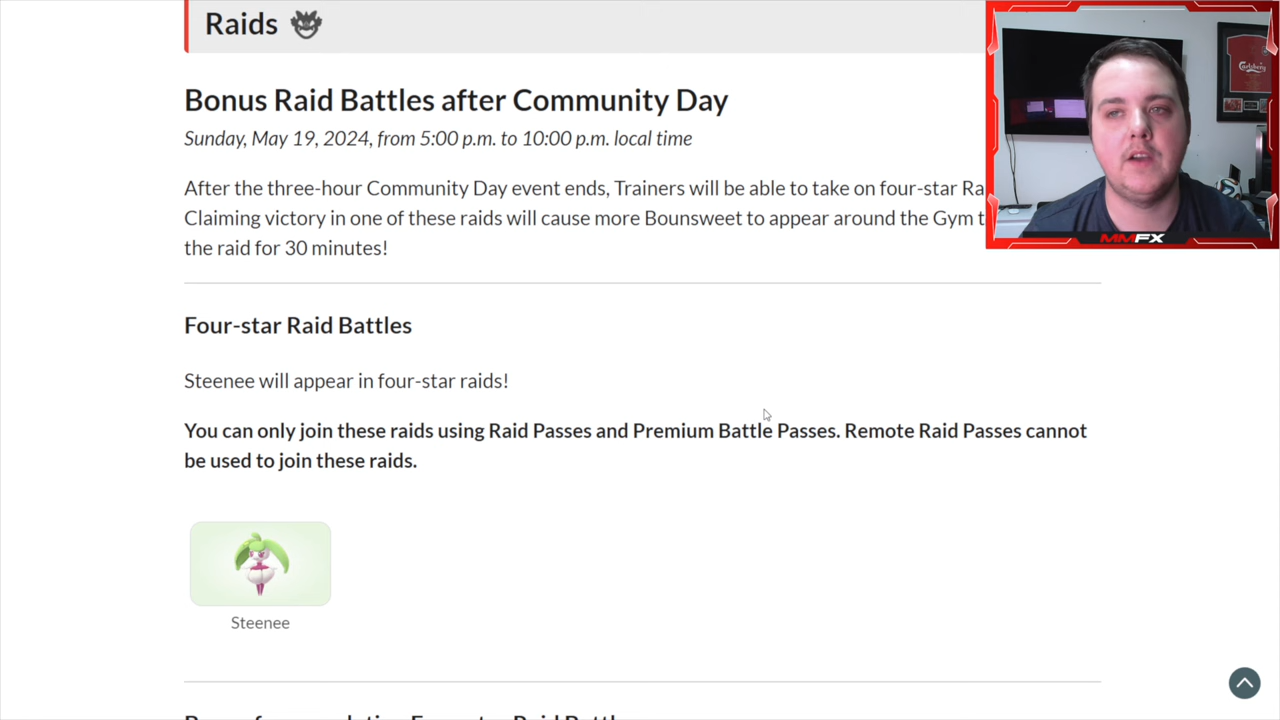 Raids
Bonus Raid Battles after Community Day
Sunday, May 19, 2024, from 5:00 p.m. to 10:00 p.m. local time
After the three-hour Community Day event ends, Trainers will be able to take on four-star Ra
Claiming victory in one of these raids will cause more Bounsweet to appear around the Gym t
the raid for 30 minutes!
Four-star Raid Battles
Steenee will appear in four-star raids!
You can only join these raids using Raid Passes and Premium Battle Passes. Remote Raid Passes cannot
be used to join these raids.
Steenee
Carlsberg
MMFX